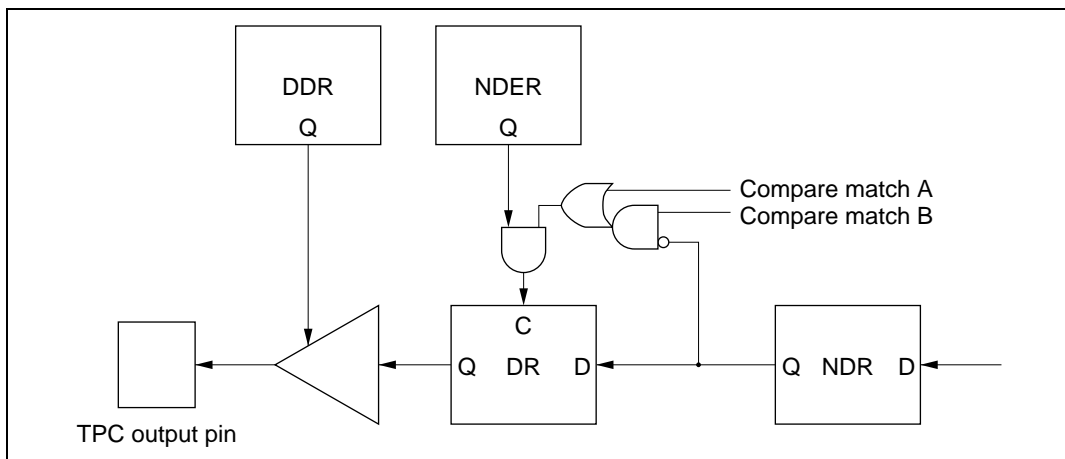 DDR
Q
NDER
Q
Compare match A
Compare match B
C
Q DR D
Q NDR D
TPC output pin